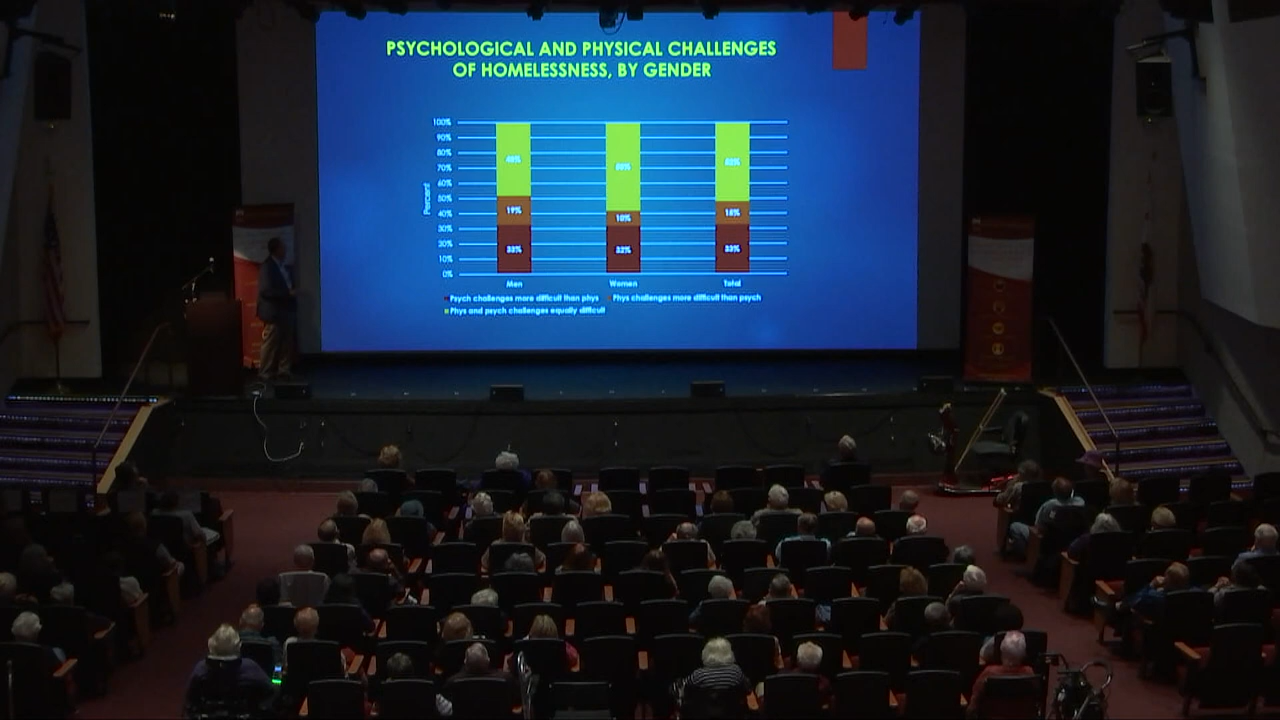 PSYCHOLOGICAL AND PHYSICAL CHALLENGES
OF HOMELESSNESS, BY GENDER
100%
90%
80%
70%
60%
50%
40%
30%
20%
10%
0%
Percent
48%
19%
33%
10%
32%
18%
33%
Men
Women
Total
Psych challenges more difficult than phys
Phys challenges more difficult than psych
Phys and psych challenges equally difficult